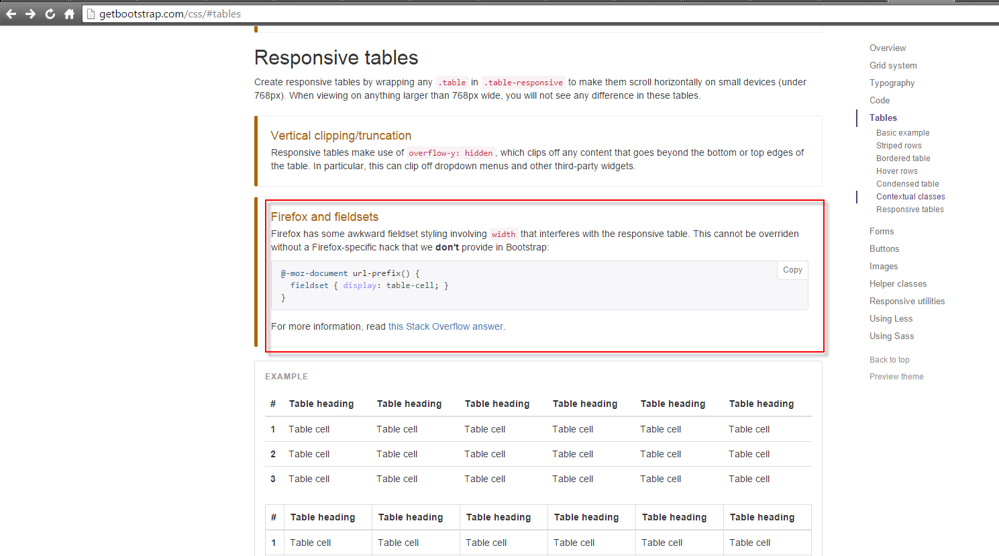 getbootstrap.com/css/#tables
Responsive tables
Create responsive tables by wrapping any .table in .table-responsive to make them scroll horizontally on small devices (under
768px). When viewing on anything larger than 768px wide, you will not see any difference in these tables.
Vertical clipping/truncation
Responsive tables make use of overflow-y: hidden, which clips off any content that goes beyond the bottom or top edges of
the table. In particular, this can clip off dropdown menus and other third-party widgets.
Firefox and fieldsets
Firefox has some awkward fieldset styling involving width that interferes with the responsive table. This cannot be overriden
without a Firefox-specific hack that we don't provide in Bootstrap:
Copy
@-moz-document url-prefix() {
  fieldset { display: table-cell; }
}
For more information, read this Stack Overflow answer.
EXAMPLE
# Table heading Table heading Table heading Table heading Table heading Table heading
1 Table cell Table cell Table cell Table cell Table cell Table cell
2 Table cell Table cell Table cell Table cell Table cell Table cell
3 Table cell Table cell Table cell Table cell Table cell Table cell
# Table heading Table heading Table heading Table heading Table heading Table heading
1 Table cell Table cell Table cell Table cell Table cell Table cell
Overview
Grid system
Typography
Code
Tables
Basic example
Striped rows
Bordered table
Hover rows
Condensed table
Contextual classes
Responsive tables
Forms
Buttons
Images
Helper classes
Responsive utilities
Using Less
Using Sass
Back to top
Preview theme